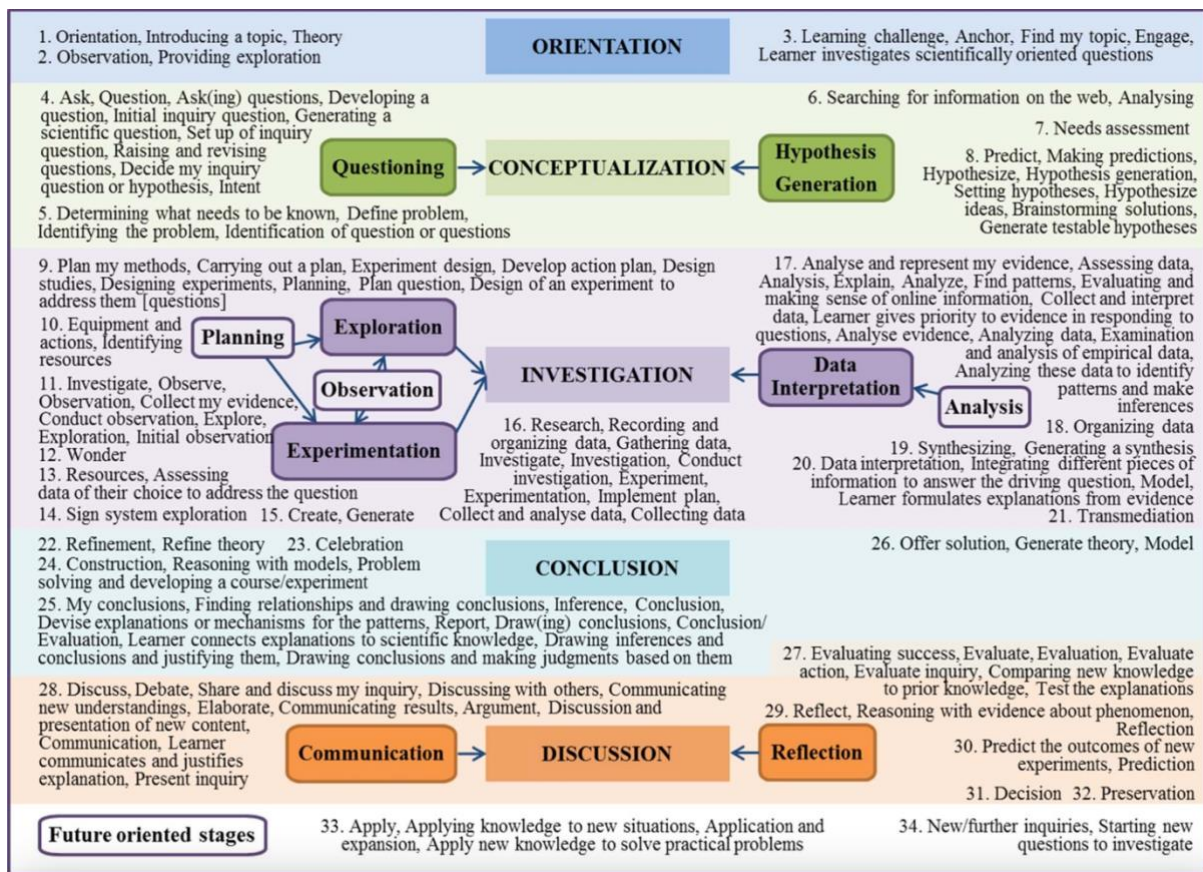 1. Orientation, Introducing a topic, Theory
2. Observation, Providing exploration
ORIENTATION
3. Learning challenge, Anchor, Find my topic, Engage,
Learner investigates scientifically oriented questions
4. Ask, Question, Ask(ing) questions, Developing a
question, Initial inquiry question, Generating a
scientific question, Set up of inquiry
question, Raising and revising
questions, Decide my inquiry
question or hypothesis, Intent
5. Determining what needs to be known, Define problem,
Identifying the problem, Identification of question or questions
Questioning
CONCEPTUALIZATION
Hypothesis
Generation
6. Searching for information on the web, Analysing
7. Needs assessment
8. Predict, Making predictions,
Hypothesize, Hypothesis generation,
Setting hypotheses, Hypothesize
ideas, Brainstorming solutions,
Generate testable hypotheses
9. Plan my methods, Carrying out a plan, Experiment design, Develop action plan, Design
studies, Designing experiments, Planning, Plan question, Design of an experiment to
address them [questions]
10. Equipment and
actions, Identifying
resources
Planning
Exploration
Observation
Experimentation
11. Investigate, Observe,
Observation, Collect my evidence,
Conduct observation, Explore,
Exploration, Initial observation
12. Wonder
13. Resources, Assessing
data of their choice to address the question
14. Sign system exploration
15. Create, Generate
INVESTIGATION
16. Research, Recording and
organizing data, Gathering data,
Investigate, Investigation, Conduct
investigation, Experiment,
Experimentation, Implement plan,
Collect and analyse data, Collecting data
17. Analyse and represent my evidence, Assessing data,
Analysis, Explain, Analyze, Find patterns, Evaluating and
making sense of online information, Collect and interpret
data, Learner gives priority to evidence in responding to
questions, Analyse evidence, Analyzing data, Examination
and analysis of empirical data,
Analyzing these data to identify
patterns and make
inferences
Data
Interpretation
Analysis
18. Organizing data
19. Synthesizing, Generating a synthesis
20. Data interpretation, Integrating different pieces of
information to answer the driving question, Model,
Learner formulates explanations from evidence
21. Transmediation
22. Refinement, Refine theory
23. Celebration
24. Construction, Reasoning with models, Problem
solving and developing a course/experiment
CONCLUSION
25. My conclusions, Finding relationships and drawing conclusions, Inference, Conclusion,
Devise explanations or mechanisms for the patterns, Report, Draw(ing) conclusions, Conclusion/
Evaluation, Learner connects explanations to scientific knowledge, Drawing inferences and
conclusions and justifying them, Drawing conclusions and making judgments based on them
26. Offer solution, Generate theory, Model
27. Evaluating success, Evaluate, Evaluation, Evaluate
action, Evaluate inquiry, Comparing new knowledge
to prior knowledge, Test the explanations
28. Discuss, Debate, Share and discuss my inquiry, Discussing with others, Communicating
new understandings, Elaborate, Communicating results, Argument, Discussion and
presentation of new content,
Communication, Learner
communicates and justifies
explanation, Present inquiry
Communication
DISCUSSION
Reflection
29. Reflect, Reasoning with evidence about phenomenon,
Reflection
30. Predict the outcomes of new
experiments, Prediction
31. Decision
32. Preservation
Future oriented stages
33. Apply, Applying knowledge to new situations, Application and
expansion, Apply new knowledge to solve practical problems
34. New/further inquiries, Starting new
questions to investigate